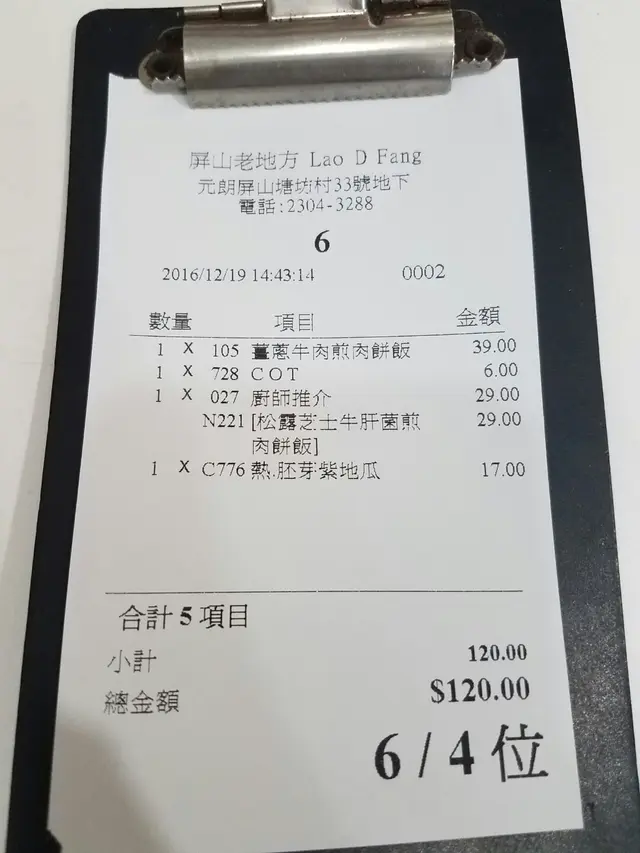 屏山老地方 Lao D Fang
元朗屏山塘坊村33號地下
電話:2304-3288
6
2016/12/19 14:43:14 0002
數量 項目 金額
1 X 105 薑蔥牛肉煎肉餅飯 39.00
1 X 728 C O T 6.00
1 X 027 廚師推介 29.00
N221 [松露芝士牛肝菌煎 29.00
肉餅飯]
1 X C776 熱.胚芽紫地瓜 17.00
合計 5 項目
小計 120.00
總金額 $120.00
6 / 4 位